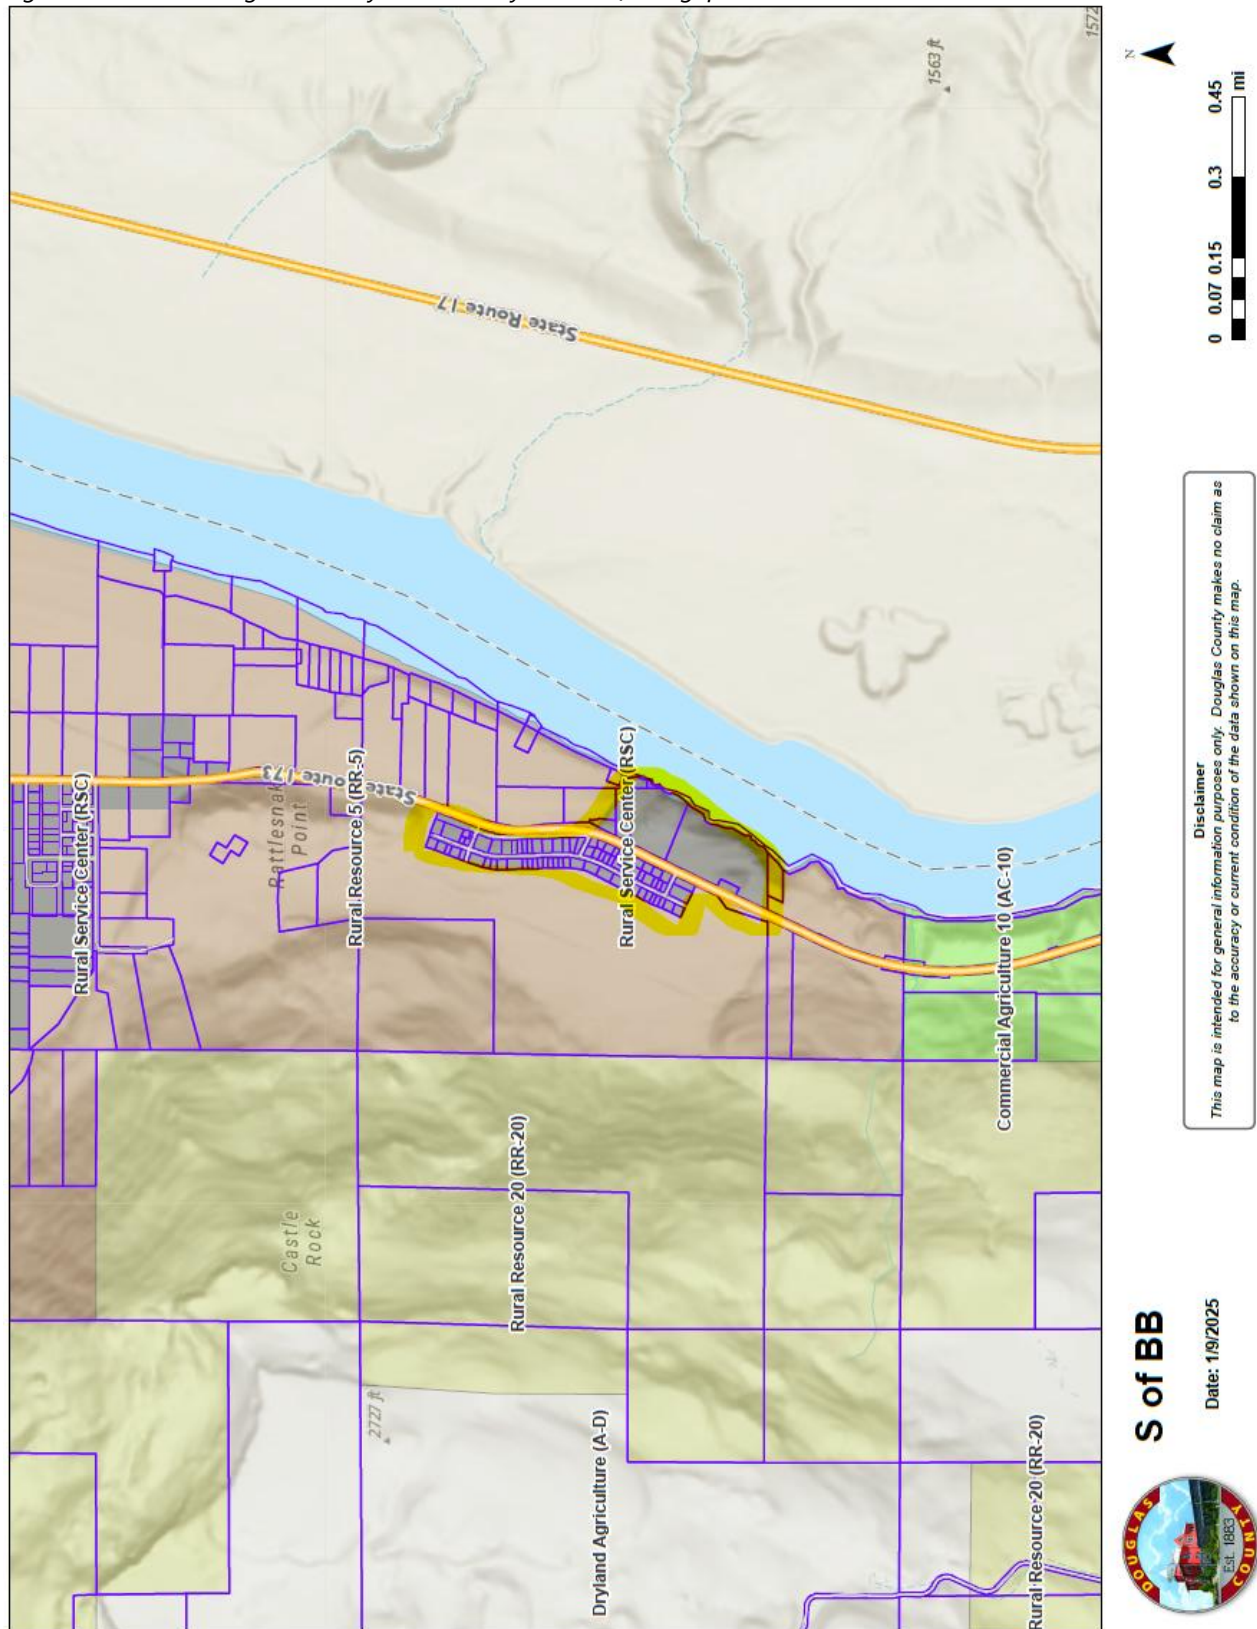 1572
1563 ft
N
State Route 17
State Route 173
Rural Service Center (RSC)
Rattlesnake
Point
Rural Resource 5 (RR-5)
Rural Service Center (RSC)
Commercial Agriculture 10 (AC-10)
Castle
Rock
Rural Resource 20 (RR-20)
2727 ft
Dryland Agriculture (A-D)
Rural Resource 20 (RR-20)
0 0.07 0.15 0.3 0.45
mi
Disclaimer
This map is intended for general information purposes only. Douglas County makes no claim as
to the accuracy or current condition of the data shown on this map.
S of BB
Date: 1/9/2025
DOUGLAS
Est. 1883
COUNTY